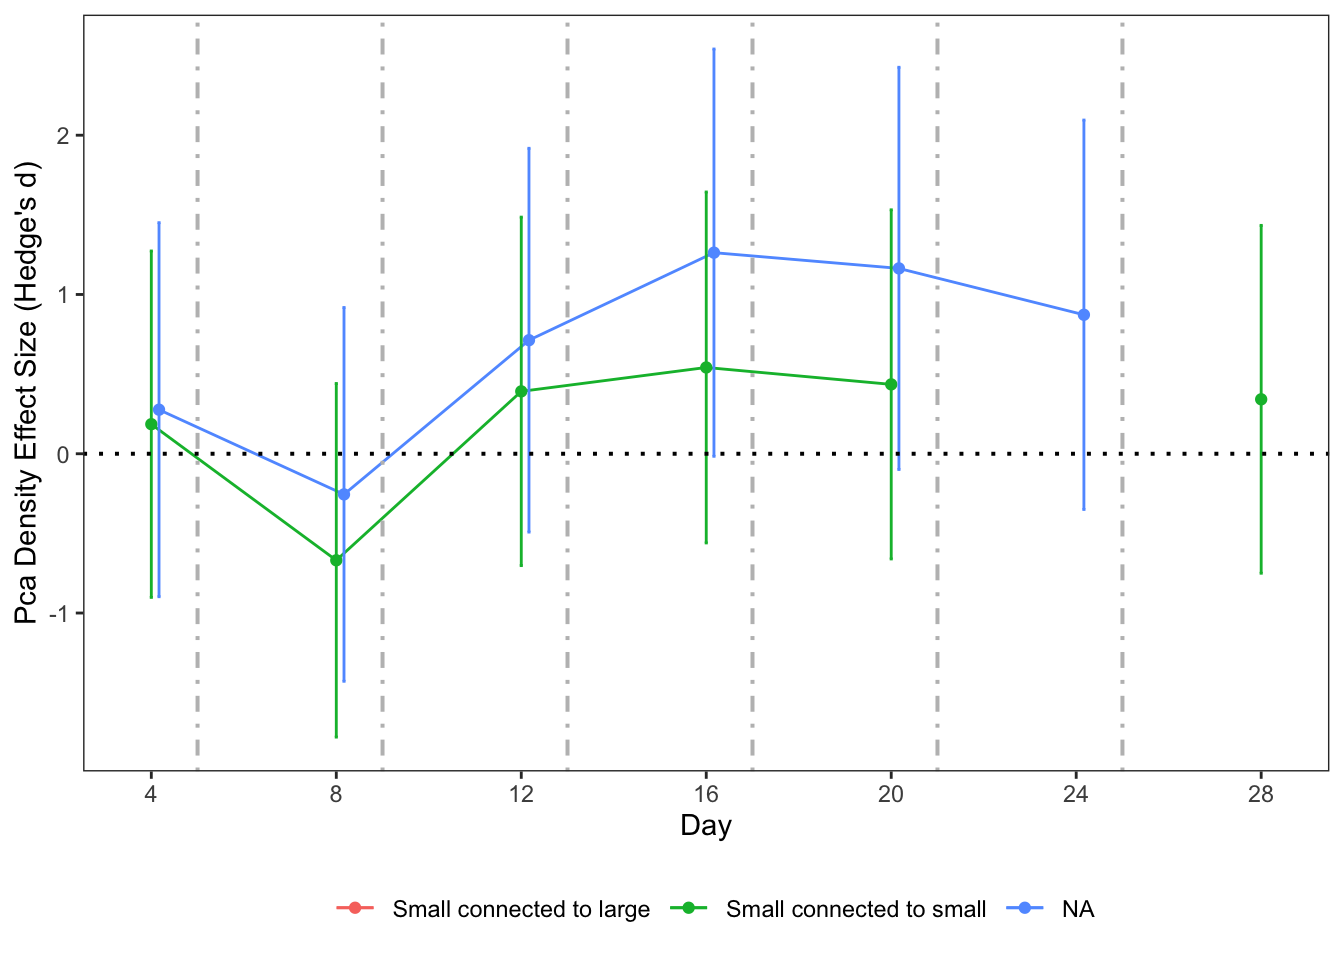 Pca Density Effect Size (Hedge's d)
2
1
0
-1
4 8 12 16 20 24 28
Day
Small connected to large Small connected to small NA